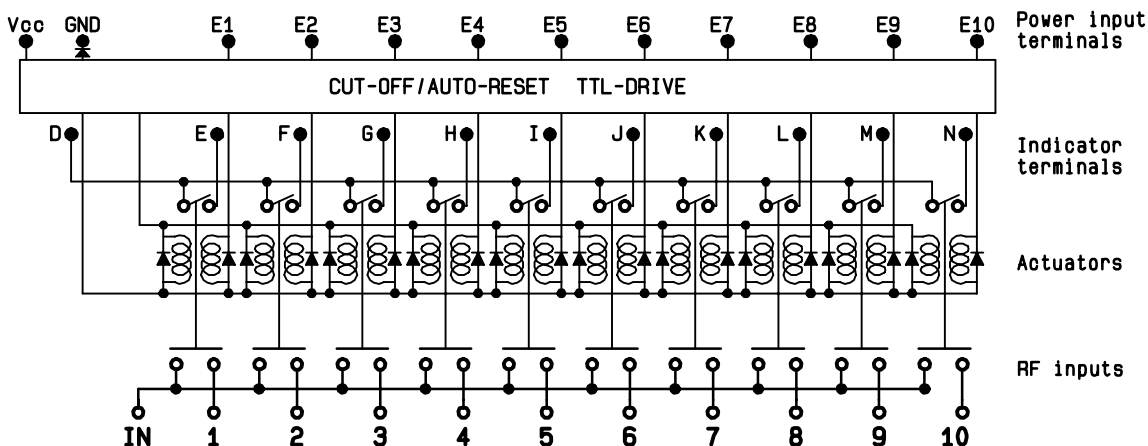 Vcc GND E1 E2 E3 E4 E5 E6 E7 E8 E9 E10 Power input
terminals
CUT-OFF/AUTO-RESET TTL-DRIVE
D E F G H I J K L M N Indicator
terminals
Actuators
RF inputs
IN 1 2 3 4 5 6 7 8 9 10